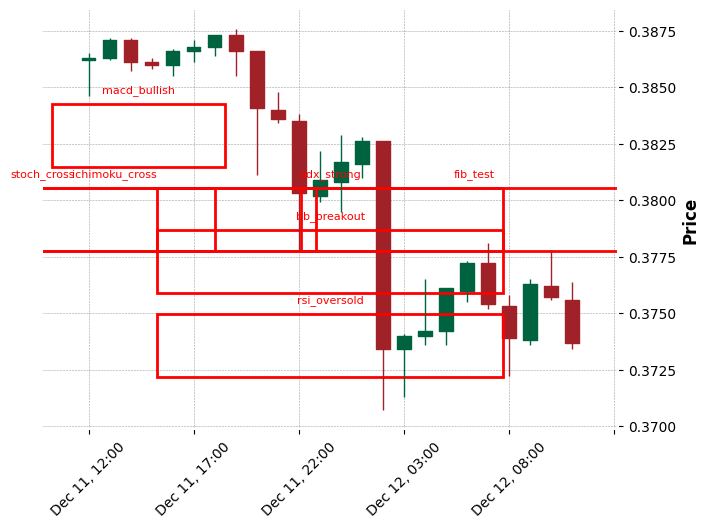 macd_bullish
stoch_cross
ichimoku_cross
adx_strong
fib_test
bb_breakout
rsi_oversold
0.3875
0.3850
0.3825
0.3800
0.3775
0.3750
0.3725
0.3700
Price
Dec 11, 12:00
Dec 11, 17:00
Dec 11, 22:00
Dec 12, 03:00
Dec 12, 08:00